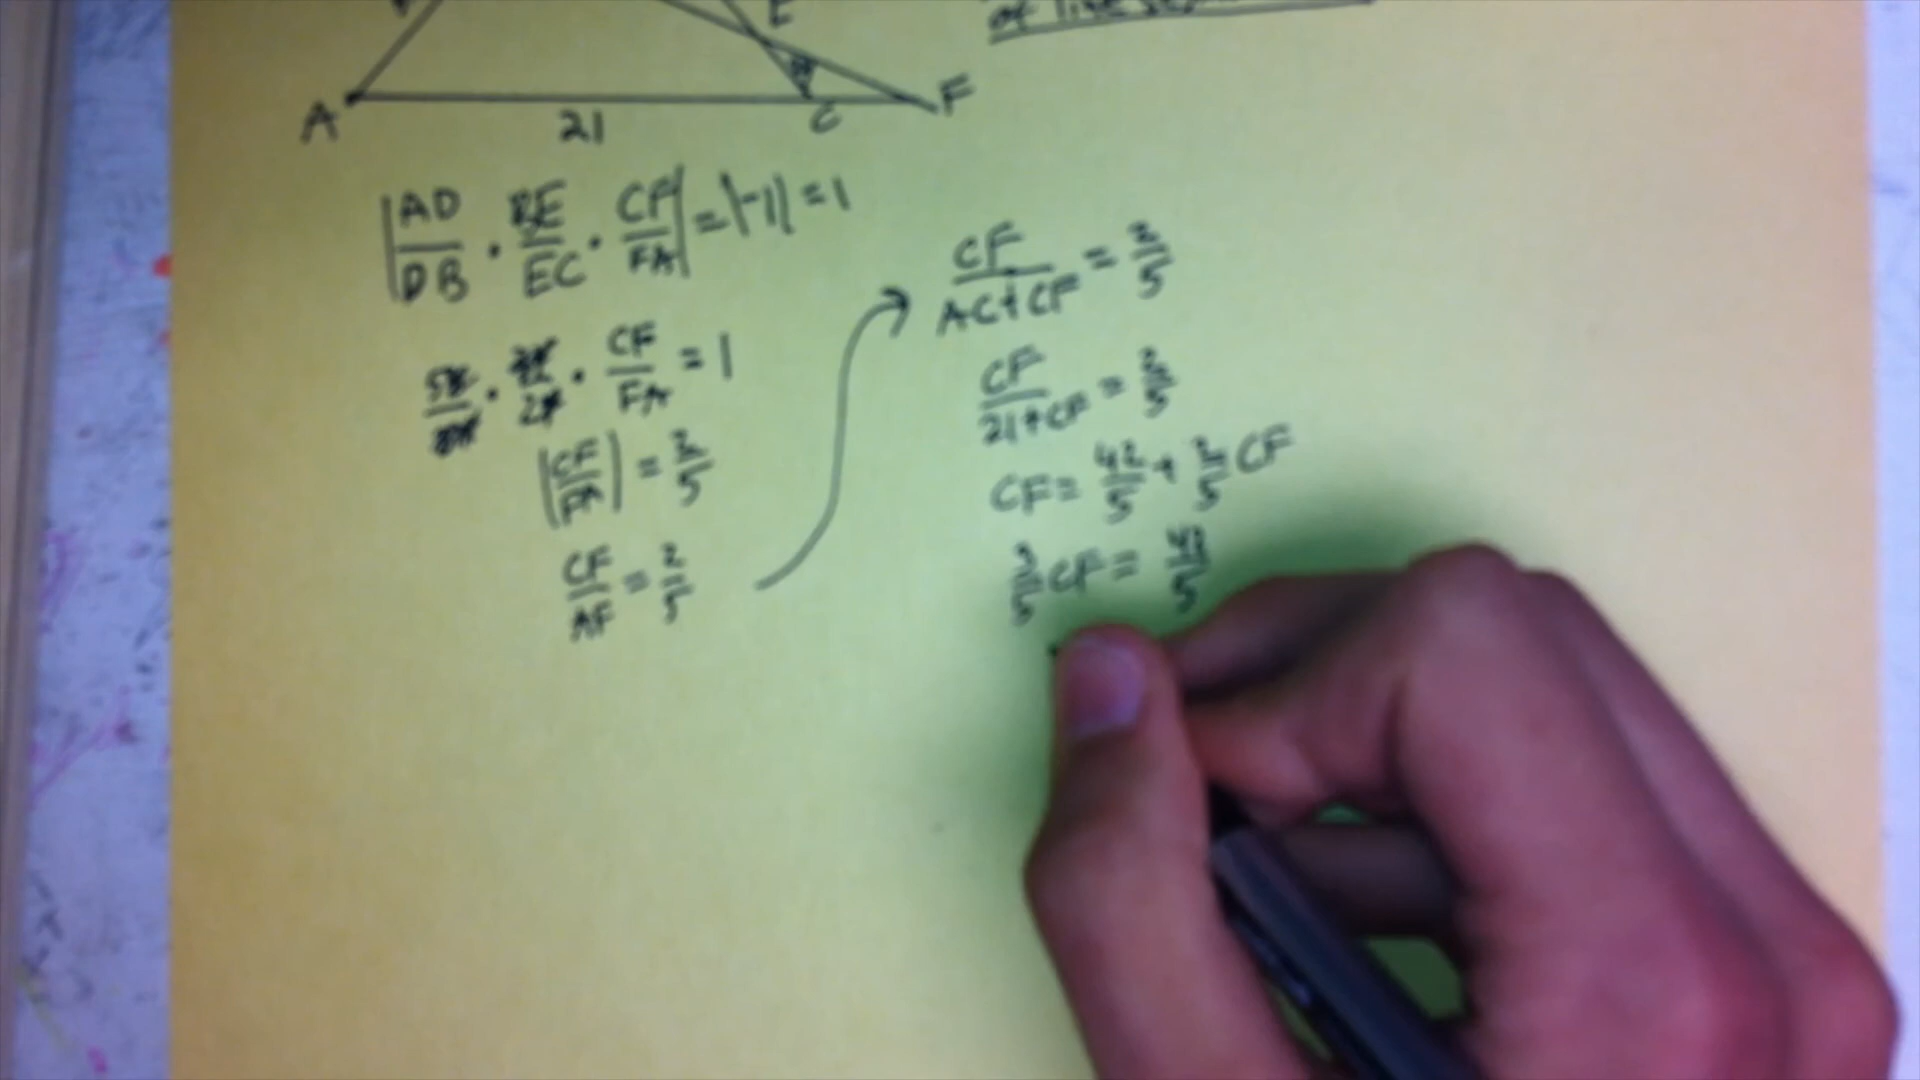 E
of line
A
21
C
F
|AD/DB · BE/EC · CF/FA| = |-1| = 1
CF/FA = 1
|CF/FA| = 2/5
CF/AF = 2/5
CF/AC+CF = 2/5
CF/21+CF = 2/5
CF = 42/5 + 2/5 CF
3/5 CF = 42/5